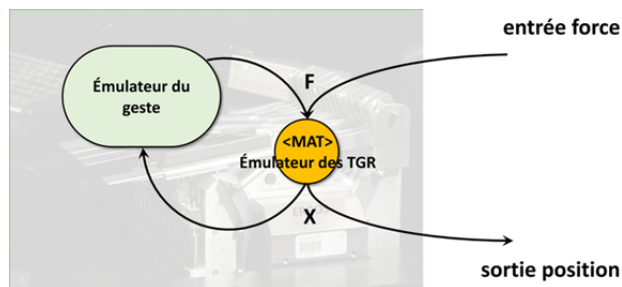 entrée force
Émulateur du
geste
F
<MAT>
Émulateur des TGR
X
sortie position